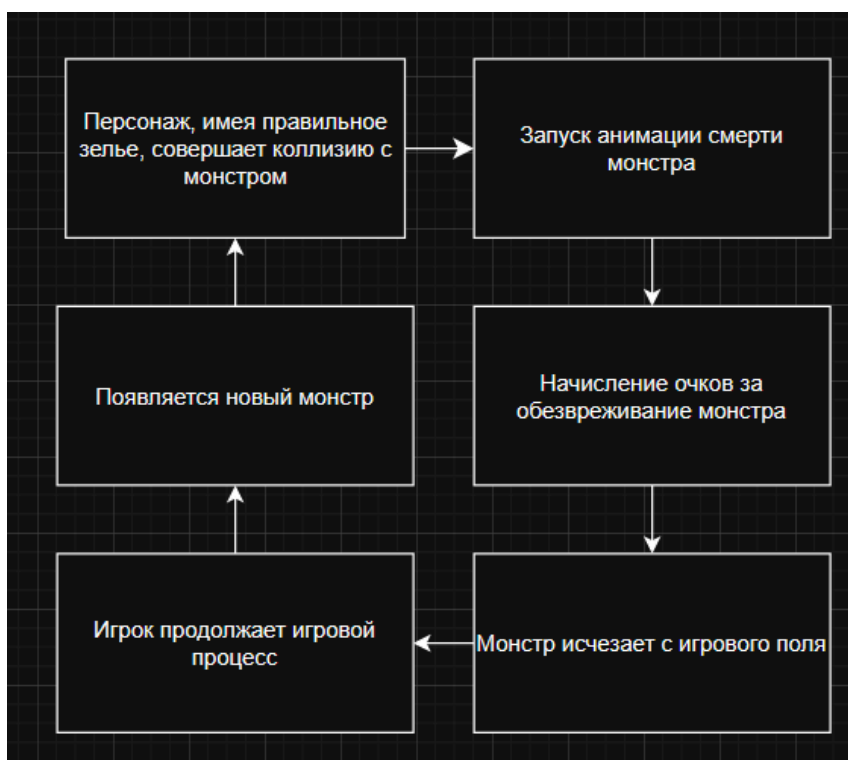 Персонаж, имея правильное
зелье, совершает коллизию с
монстром
Запуск анимации смерти
монстра
Появляется новый монстр
Начисление очков за
обезвреживание монстра
Игрок продолжает игровой
процесс
Монстр исчезает с игрового поля